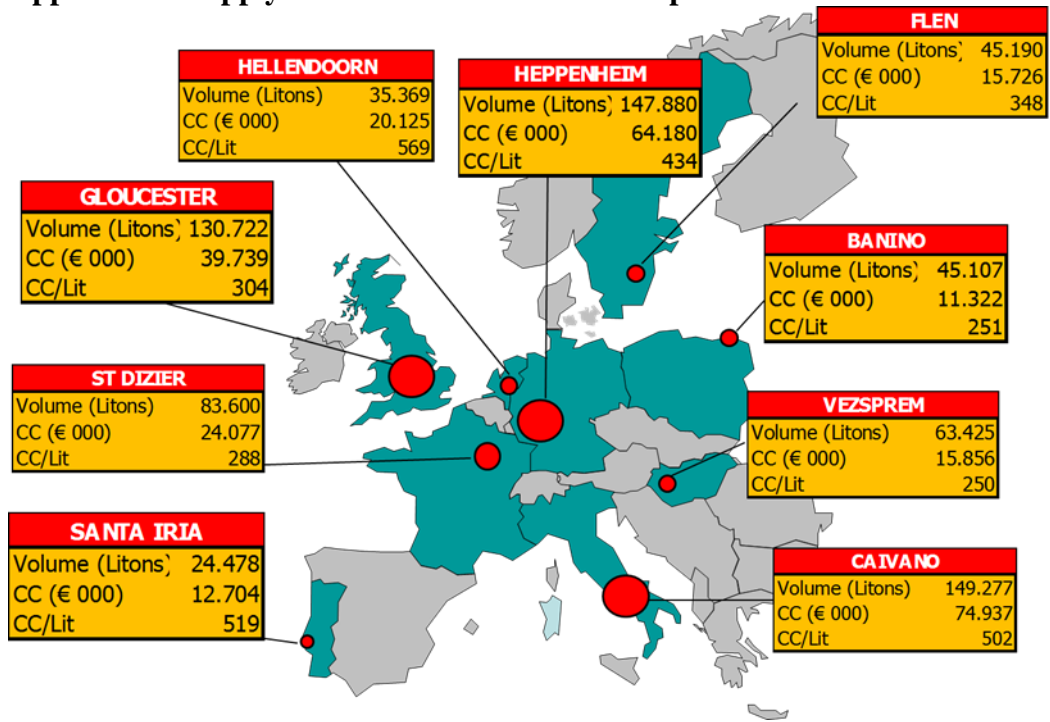 FLEN
Volume (Litons) 45.190
CC (€ 000) 15.726
CC/Lit 348
HELLENDOORN
Volume (Litons) 35.369
CC (€ 000) 20.125
CC/Lit 569
HEPPENHEIM
Volume (Litons) 147.880
CC (€ 000) 64.180
CC/Lit 434
GLOUCESTER
Volume (Litons) 130.722
CC (€ 000) 39.739
CC/Lit 304
BANINO
Volume (Litons) 45.107
CC (€ 000) 11.322
CC/Lit 251
ST DIZIER
Volume (Litons) 83.600
CC (€ 000) 24.077
CC/Lit 288
VEZSPREM
Volume (Litons) 63.425
CC (€ 000) 15.856
CC/Lit 250
SANTA IRIA
Volume (Litons) 24.478
CC (€ 000) 12.704
CC/Lit 519
CAIVANO
Volume (Litons) 149.277
CC (€ 000) 74.937
CC/Lit 502